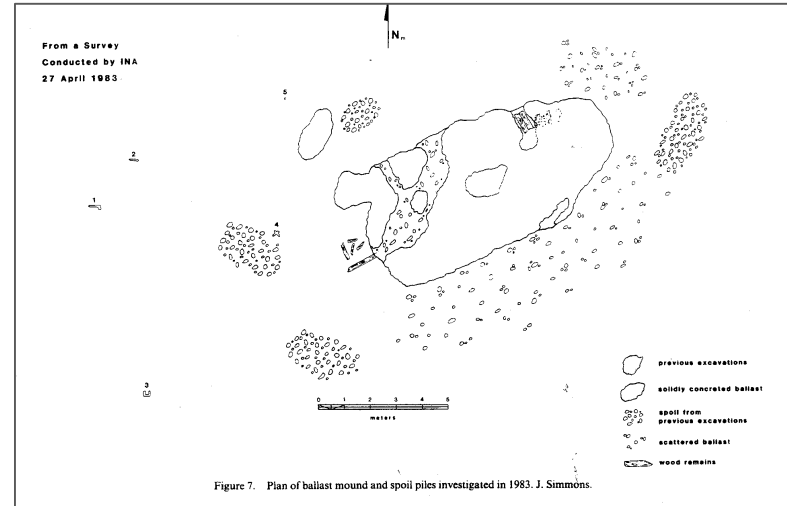 From a Survey
Conducted by INA
27 April 1983
Nm
5
2
1
4
3
0 1 2 3 4 5
meters
previous excavations
solidly concreted ballast
spoil from
previous excavations
scattered ballast
wood remains
Figure 7. Plan of ballast mound and spoil piles investigated in 1983. J. Simmons.